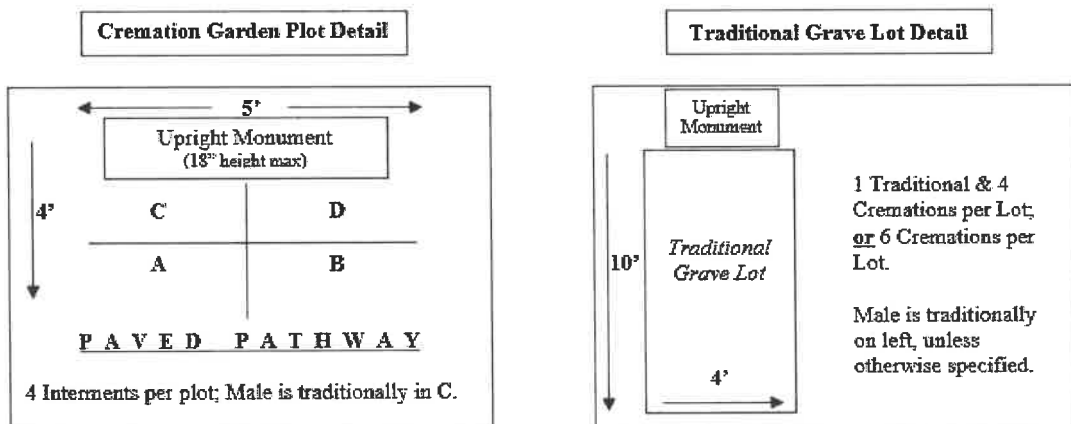 Cremation Garden Plot Detail
5’
Upright Monument
(18” height max)
4’
C D
A B
PAVED PATHWAY
4 Interments per plot; Male is traditionally in C.
Traditional Grave Lot Detail
Upright
Monument
10’
Traditional
Grave Lot
4’
1 Traditional & 4
Cremations per Lot;
or 6 Cremations per
Lot.
Male is traditionally
on left, unless
otherwise specified.